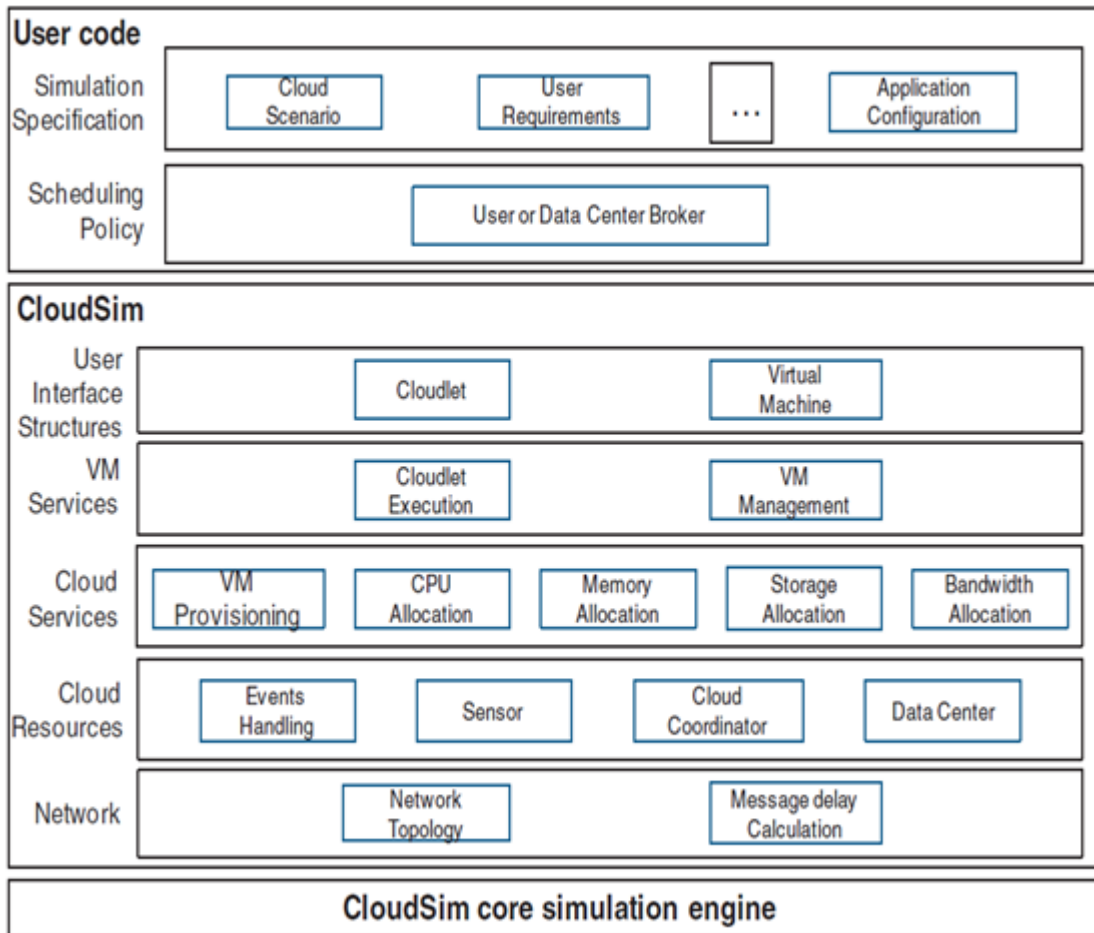 User code
Simulation
Specification
Cloud
Scenario
User
Requirements
...
Application
Configuration
Scheduling
Policy
User or Data Center Broker
CloudSim
User
Interface
Structures
Cloudlet
Virtual
Machine
VM
Services
Cloudlet
Execution
VM
Management
Cloud
Services
VM
Provisioning
CPU
Allocation
Memory
Allocation
Storage
Allocation
Bandwidth
Allocation
Cloud
Resources
Events
Handling
Sensor
Cloud
Coordinator
Data Center
Network
Network
Topology
Message delay
Calculation
CloudSim core simulation engine